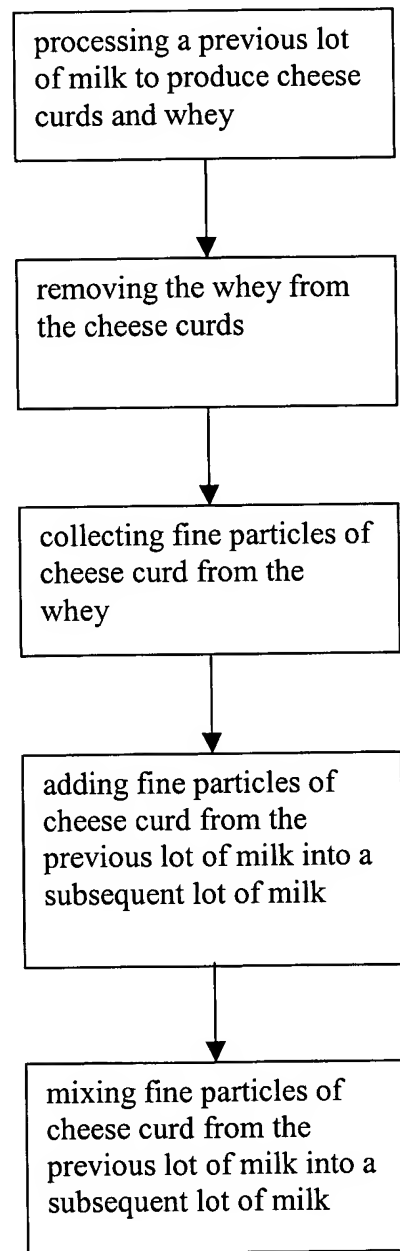 processing a previous lot
of milk to produce cheese
curds and whey
removing the whey from
the cheese curds
collecting fine particles of
cheese curd from the
whey
adding fine particles of
cheese curd from the
previous lot of milk into a
subsequent lot of milk
mixing fine particles of
cheese curd from the
previous lot of milk into a
subsequent lot of milk